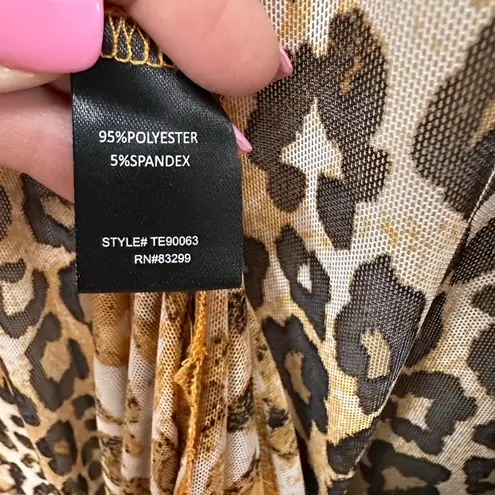 95%POLYESTER
5%SPANDEX
STYLE# TE90063
RN#83299